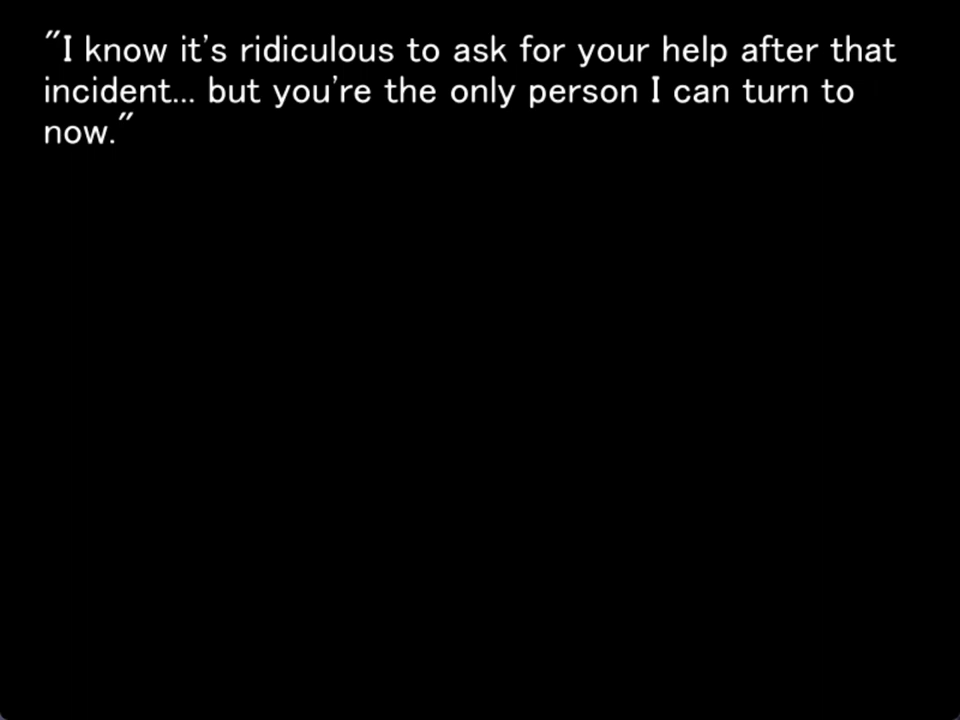 "I know it's ridiculous to ask for your help after that
incident... but you're the only person I can turn to
now."